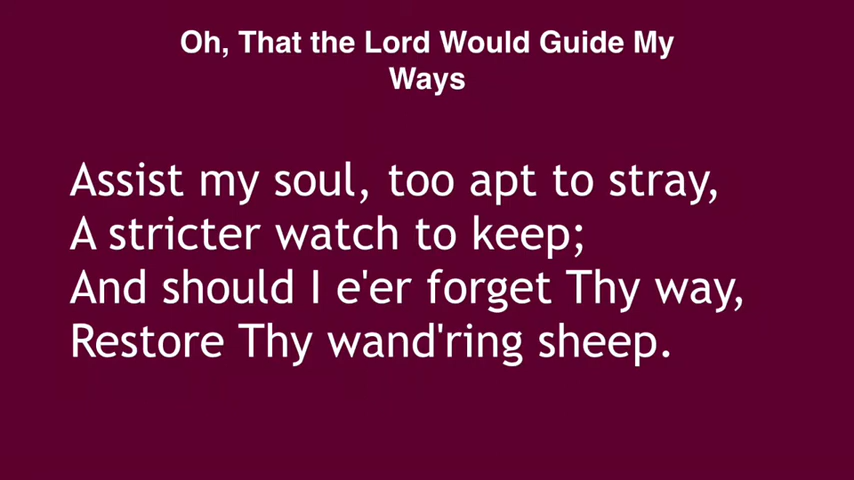 Oh, That the Lord Would Guide My
Ways
Assist my soul, too apt to stray,
A stricter watch to keep;
And should I e'er forget Thy way,
Restore Thy wand'ring sheep.